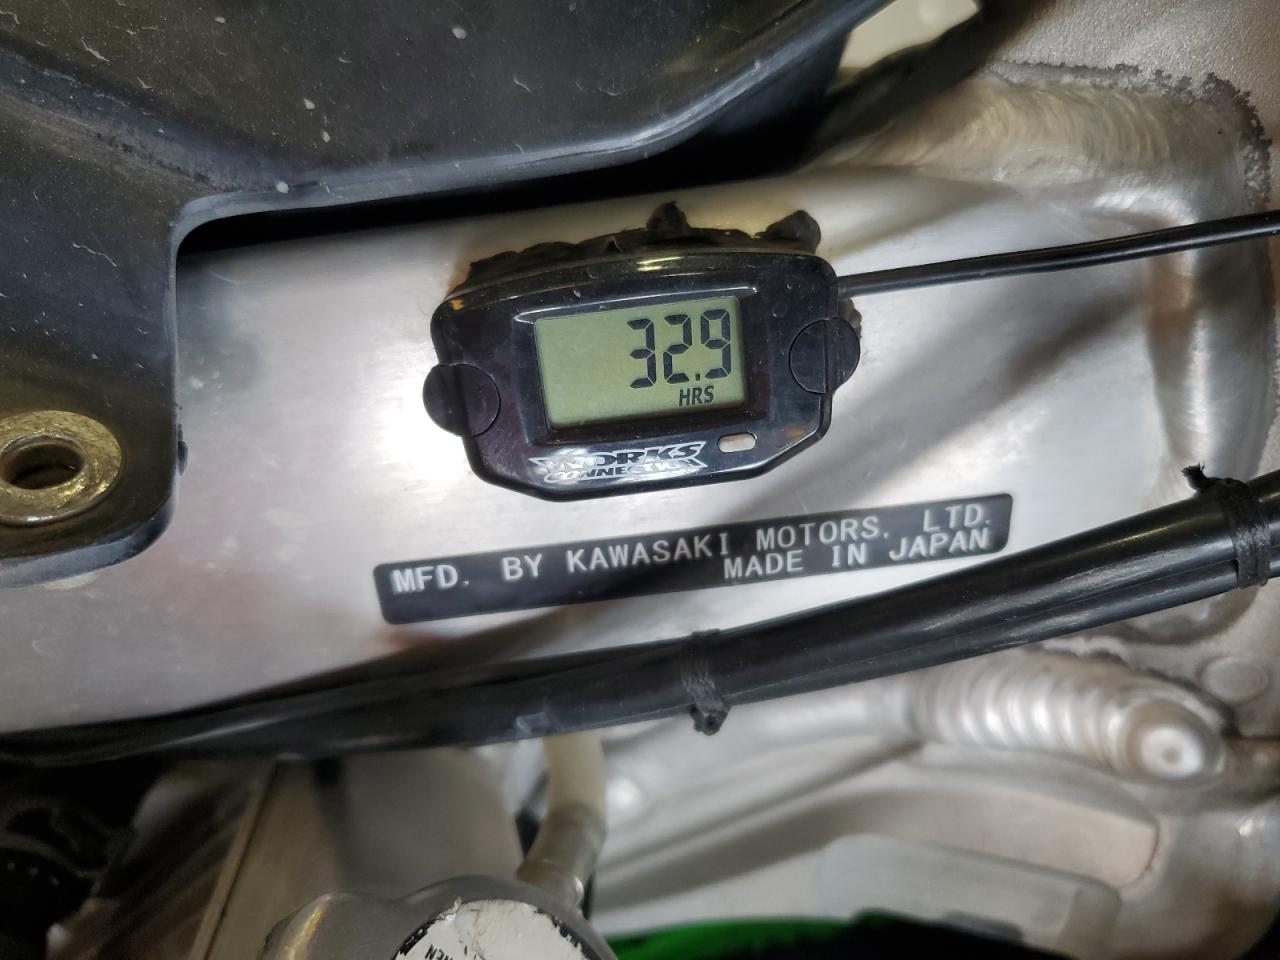 32.9
HRS
WORKS
CONNECTION
MFD. BY KAWASAKI MOTORS. LTD.
MADE IN JAPAN